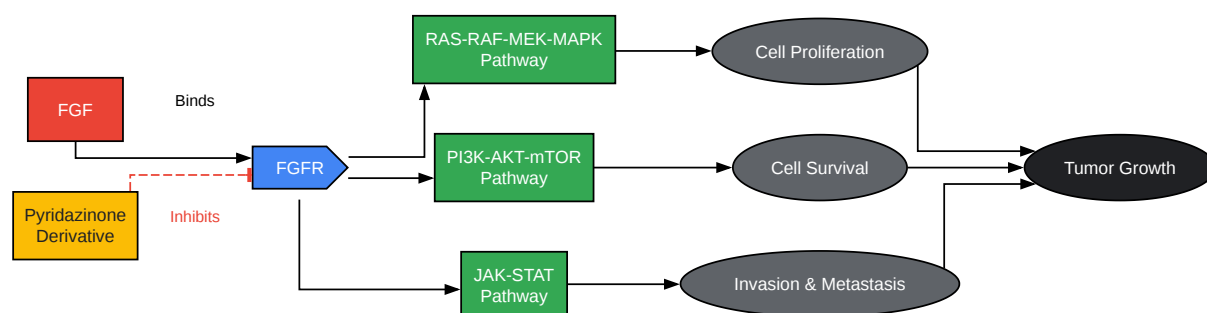 RAS-RAF-MEK-MAPK
Pathway
Cell Proliferation
FGF
Binds
FGFR
PI3K-AKT-mTOR
Pathway
Cell Survival
Tumor Growth
Pyridazinone
Derivative
Inhibits
JAK-STAT
Pathway
Invasion & Metastasis